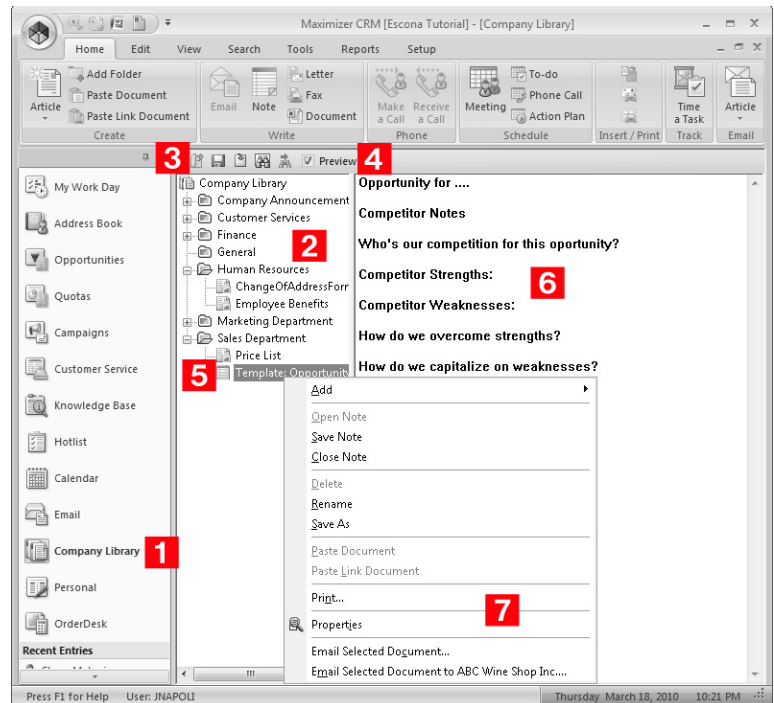 Maximizer CRM [Escona Tutorial] - [Company Library]
Home Edit View Search Tools Reports Setup
Article
Add Folder
Paste Document
Paste Link Document
Create
Email
Note
Letter
Fax
Document
Write
Make a Call
Receive a Call
Phone
Meeting
To-do
Phone Call
Action Plan
Schedule
Insert / Print
Time a Task
Track
Article
Email
3
Preview
4
My Work Day
Address Book
Opportunities
Quotas
Campaigns
Customer Service
Knowledge Base
Hotlist
Calendar
Email
Company Library
1
Personal
OrderDesk
Recent Entries
Company Library
Company Announcement
Customer Services
Finance
General
2
Human Resources
ChangeOfAddressForr
Employee Benefits
Marketing Department
Sales Department
Price List
5
Template: Opportunity
Opportunity for ....
Competitor Notes
Who's our competition for this oportunity?
Competitor Strengths:
6
Competitor Weaknesses:
How do we overcome strengths?
How do we capitalize on weaknesses?
Add
Open Note
Save Note
Close Note
Delete
Rename
Save As
Paste Document
Paste Link Document
Print...
7
Properties
Email Selected Document...
Email Selected Document to ABC Wine Shop Inc....
Press F1 for Help User: JNAPOLI Thursday March 18, 2010 10:21 PM